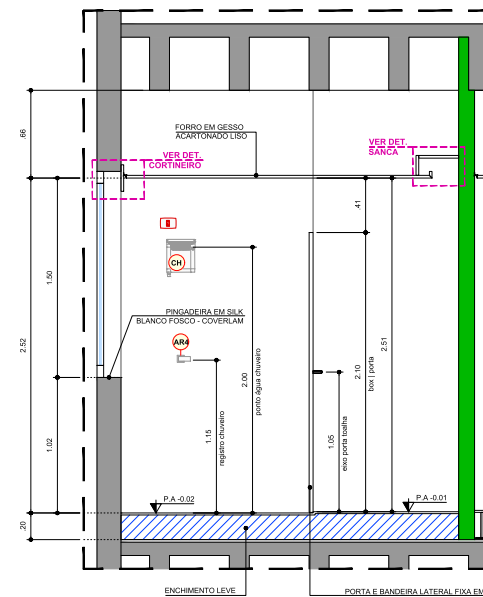 .66
FORRO EM GESSO
ACARTONADO LISO
VER DET.
CORTINEIRO
VER DET.
SANCA
.41
1.50
CH
PINGADEIRA EM SILK
BLANCO FOSCO - COVERLAM
AR4
2.52
2.00
ponto água chuveiro
2.10
box | porta
2.51
1.02
1.15
registro chuveiro
1.05
eixo porta toalha
P.A -0.02
P.A -0.01
.20
ENCHIMENTO LEVE
PORTA E BANDEIRA LATERAL FIXA EM